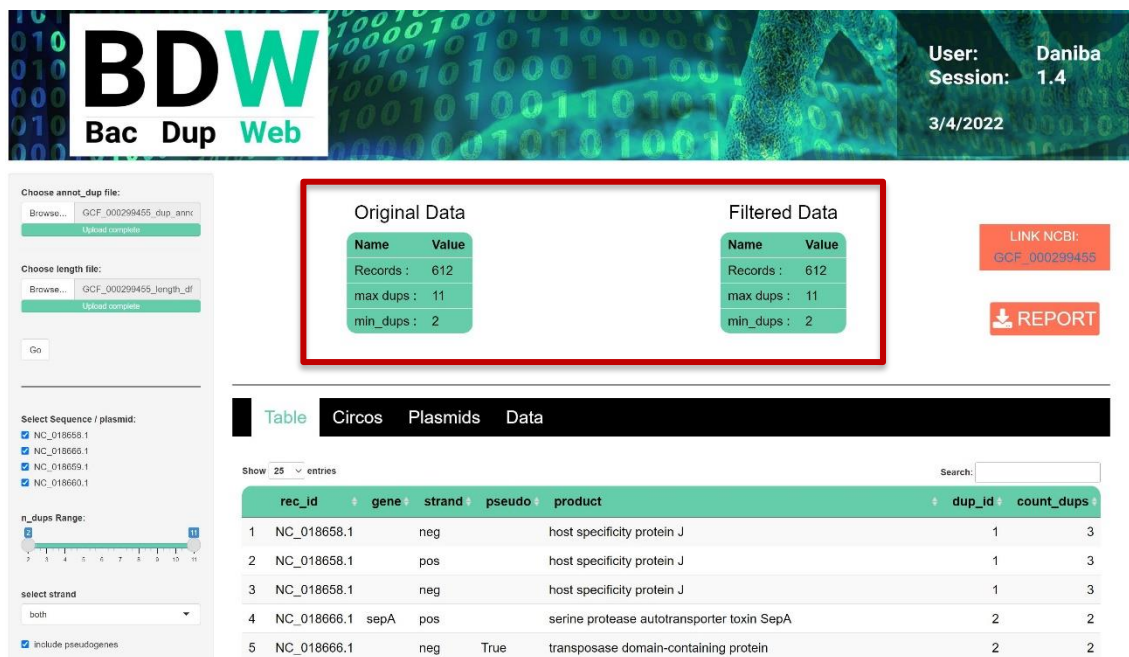 BDW
Bac Dup Web
User: Daniba
Session: 1.4
3/4/2022
Choose annot_dup file:
Browse... GCF_000299455_dup_annc
Upload complete
Choose length file:
Browse... GCF_000299455_length_df
Upload complete
Go
Select Sequence / plasmid:
NC_018658.1
NC_018666.1
NC_018659.1
NC_018660.1
n_dups Range:
2 11
2 3 4 5 6 7 8 9 10 11
select strand
both
include pseudogenes
Original Data
Name Value
Records : 612
max dups : 11
min_dups : 2
Filtered Data
Name Value
Records : 612
max dups : 11
min_dups : 2
LINK NCBI:
GCF_000299455
REPORT
Table Circos Plasmids Data
Show 25 entries Search:
rec_id gene strand pseudo product dup_id count_dups
1 NC_018658.1 neg host specificity protein J 1 3
2 NC_018658.1 pos host specificity protein J 1 3
3 NC_018658.1 neg host specificity protein J 1 3
4 NC_018666.1 sepA pos serine protease autotransporter toxin SepA 2 2
5 NC_018666.1 neg True transposase domain-containing protein 2 2